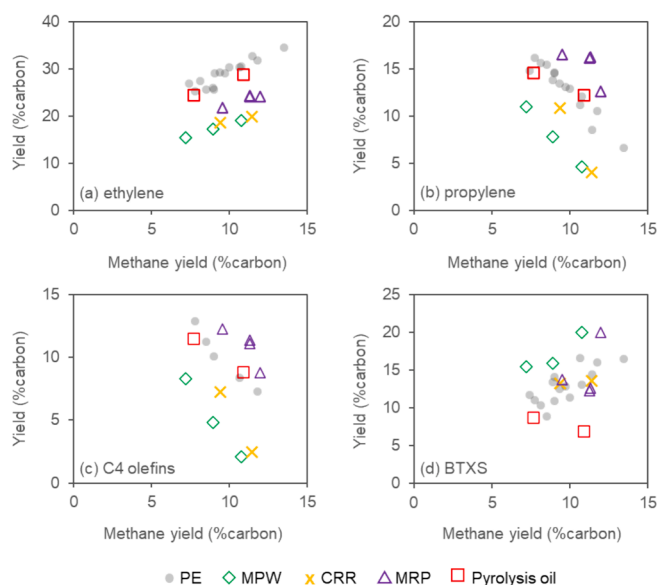 40
30
20
10
0
0
5
10
15
Yield (%carbon)
(a) ethylene
Methane yield (%carbon)
20
15
10
5
0
0
5
10
15
Yield (%carbon)
(b) propylene
Methane yield (%carbon)
15
10
5
0
0
5
10
15
Yield (%carbon)
(c) C4 olefins
Methane yield (%carbon)
25
20
15
10
5
0
0
5
10
15
Yield (%carbon)
(d) BTXS
Methane yield (%carbon)
PE MPW CRR MRP Pyrolysis oil